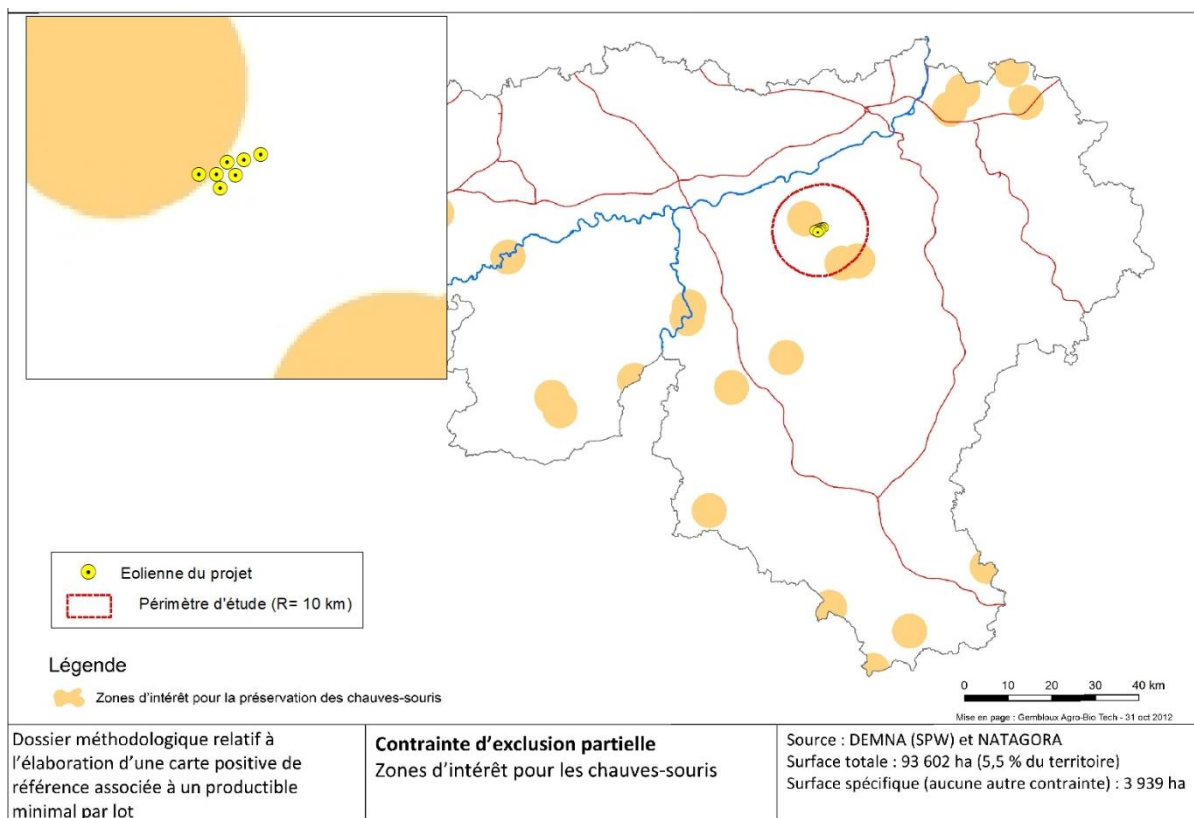 Eolienne du projet
Périmètre d'étude (R= 10 km)
Légende
Zones d'intérêt pour la préservation des chauves-souris
0 10 20 30 40 km
Mise en page : Gembloux Agro-Bio Tech - 31 oct 2012
Dossier méthodologique relatif à
l'élaboration d'une carte positive de
référence associée à un productible
minimal par lot
Contrainte d'exclusion partielle
Zones d'intérêt pour les chauves-souris
Source : DEMNA (SPW) et NATAGORA
Surface totale : 93 602 ha (5,5 % du territoire)
Surface spécifique (aucune autre contrainte) : 3 939 ha